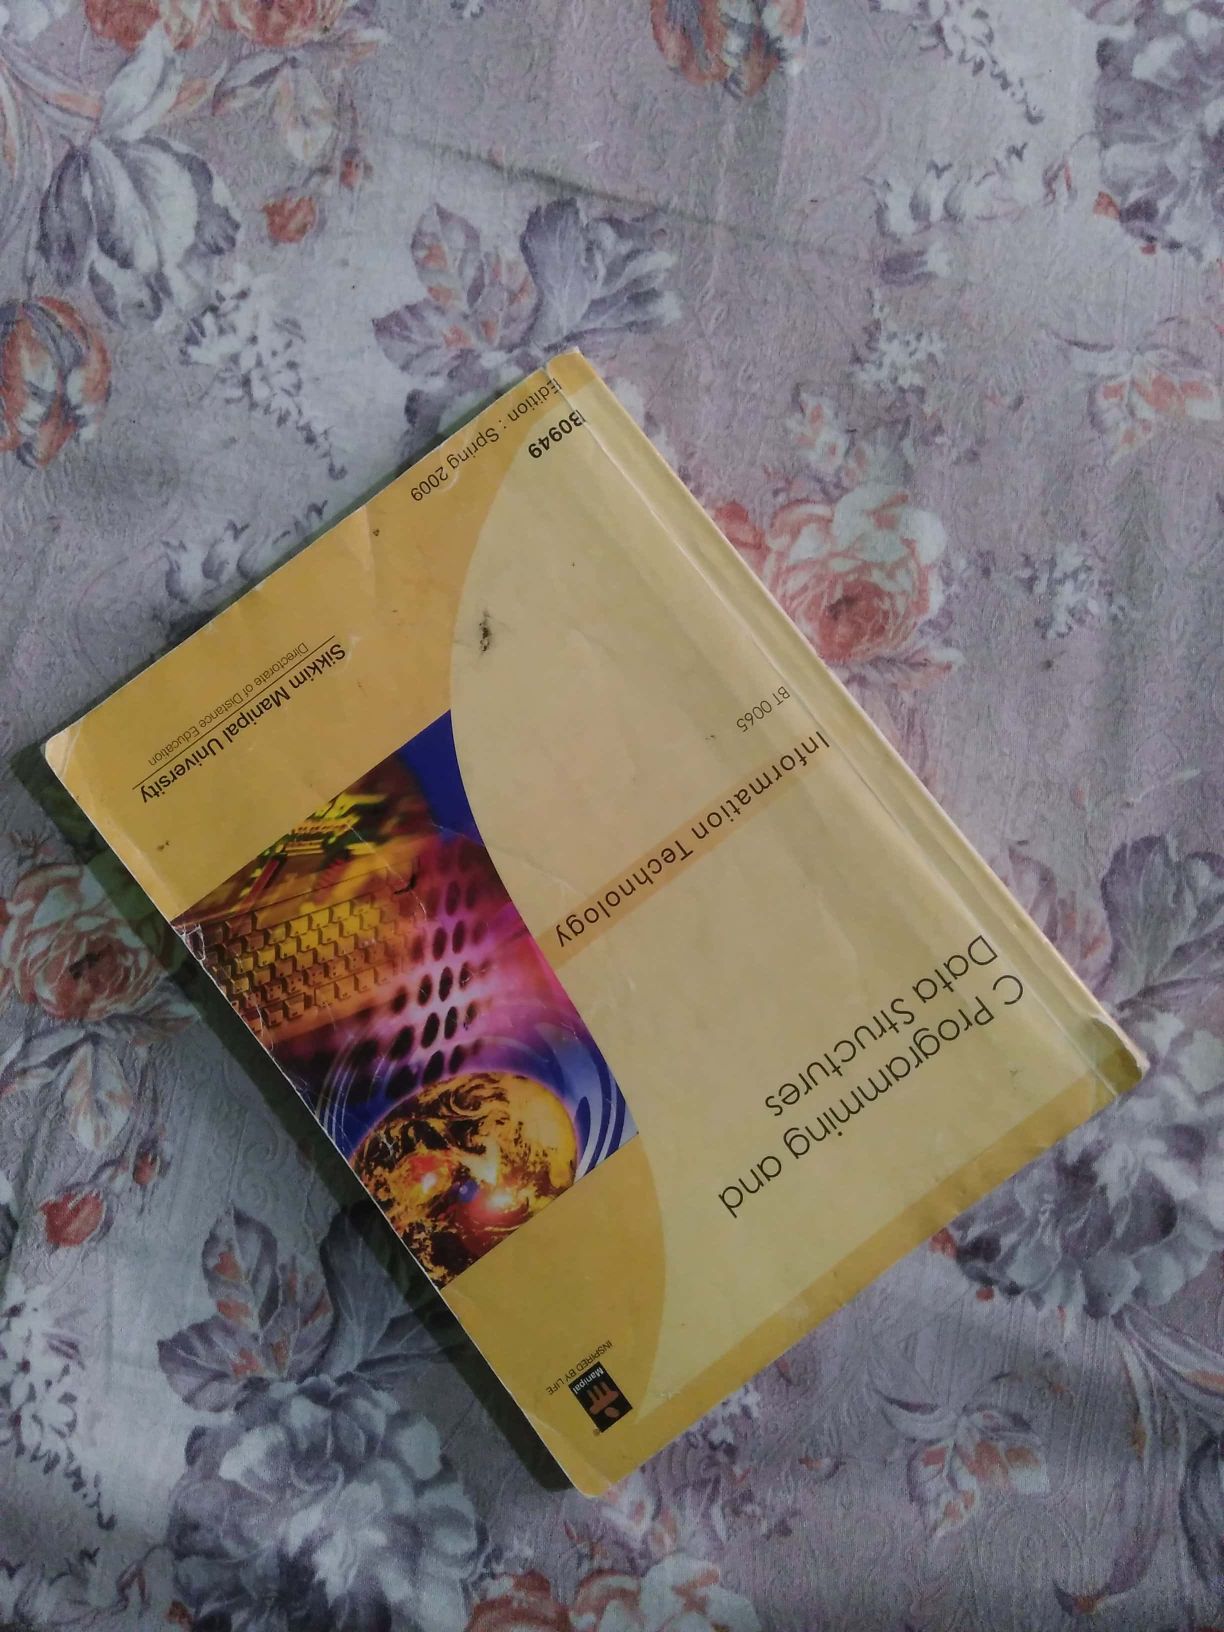 C Programming and
Data Structures
Information Technology
BT 0065
B0949
Edition : Spring 2009
Sikkim Manipal University
Directorate of Distance Education
Manipal
INSPIRED BY LIFE